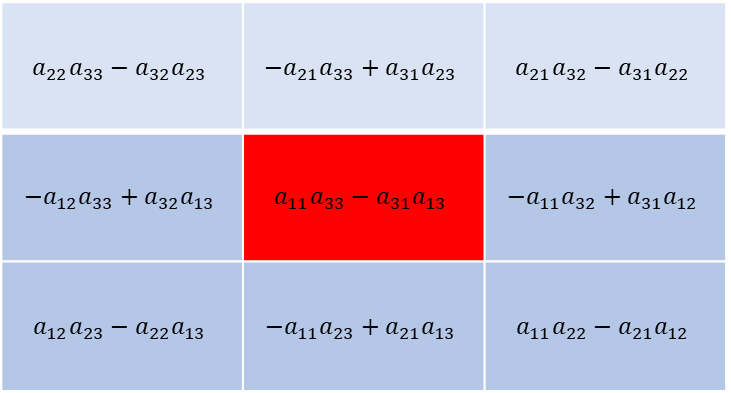 a₂₂a₃₃ − a₃₂a₂₃ −a₂₁a₃₃ + a₃₁a₂₃ a₂₁a₃₂ − a₃₁a₂₂
−a₁₂a₃₃ + a₃₂a₁₃ a₁₁a₃₃ − a₃₁a₁₃ −a₁₁a₃₂ + a₃₁a₁₂
a₁₂a₂₃ − a₂₂a₁₃ −a₁₁a₂₃ + a₂₁a₁₃ a₁₁a₂₂ − a₂₁a₁₂